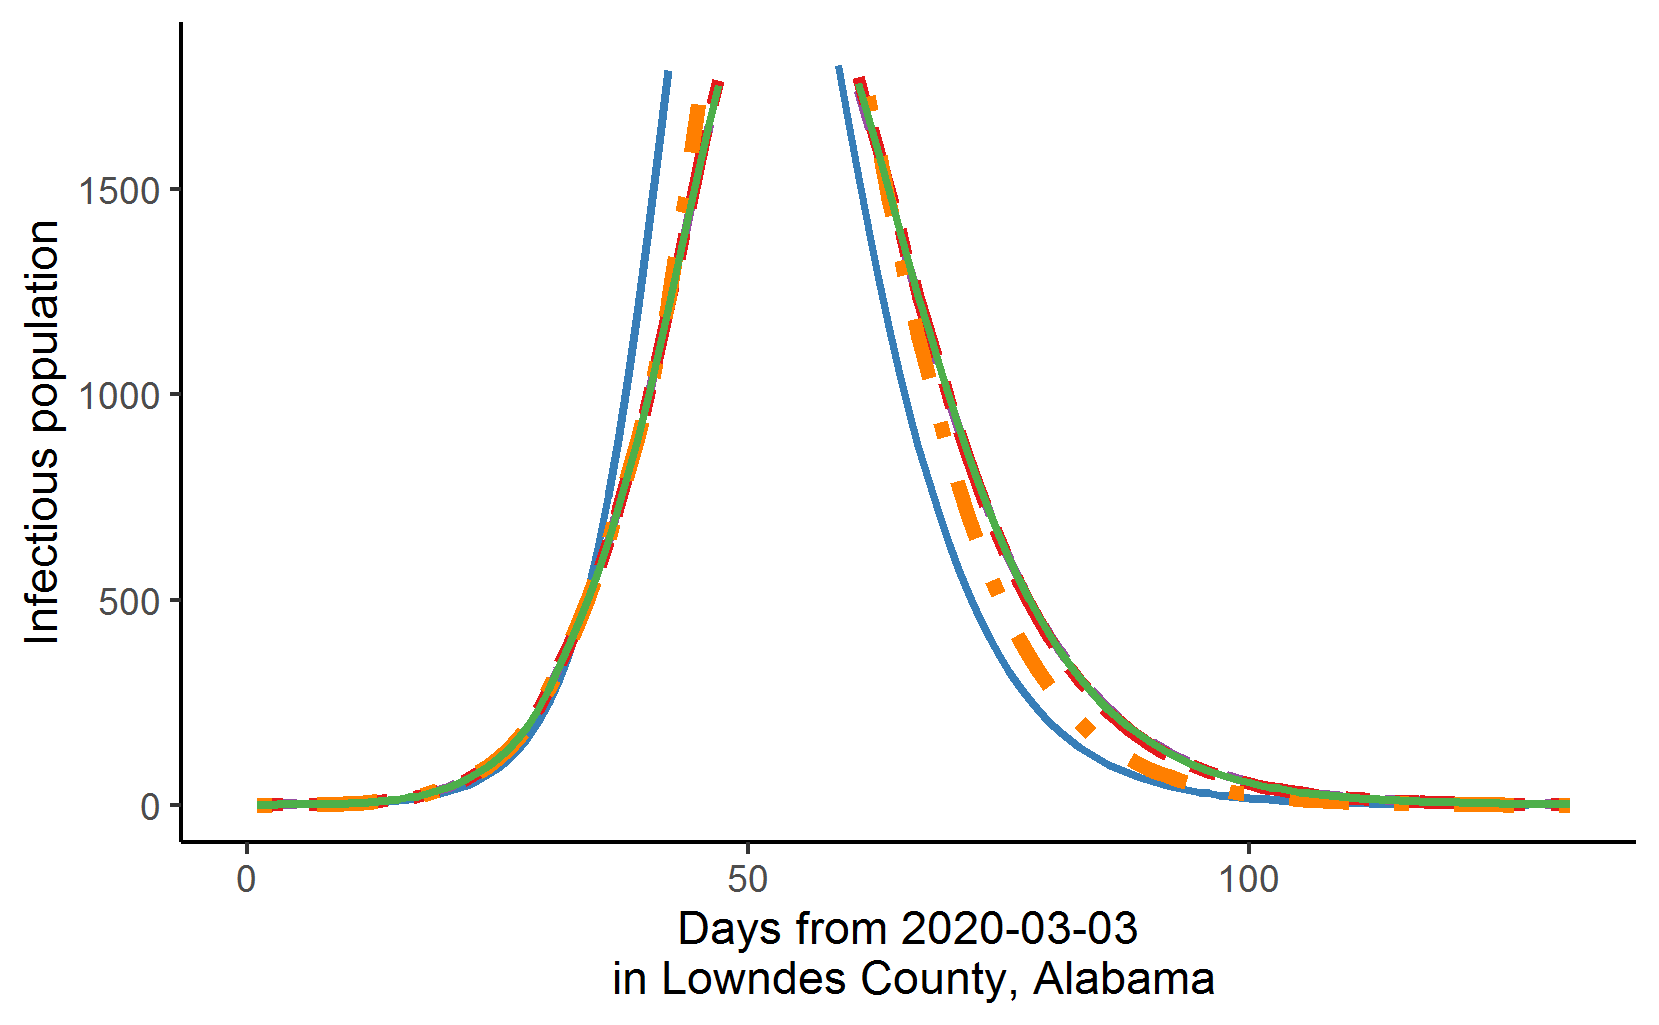 Infectious population
1500
1000
500
0
0
50
100
Days from 2020-03-03
in Lowndes County, Alabama